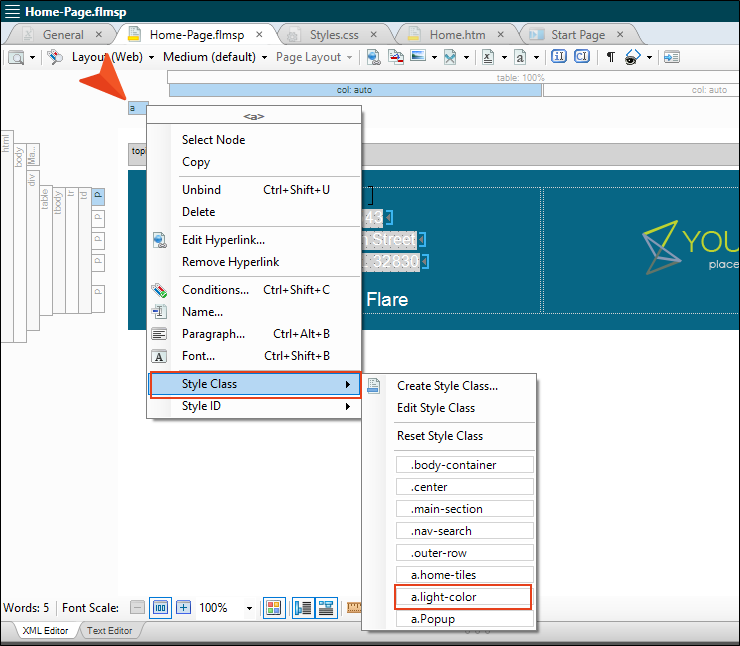 Home-Page.flmsp
General
Home-Page.flmsp
Styles.css
Home.htm
Start Page
Layout (Web)
Medium (default)
Page Layout
table: 100%
col: auto
col: auto
a
html
body
Ma...
div
table
tbody
tr
td
p
p
p
p
p
top
43
n Street
32830
Flare
YOU
place
<a>
Select Node
Copy
Unbind Ctrl+Shift+U
Delete
Edit Hyperlink...
Remove Hyperlink
Conditions... Ctrl+Shift+C
Name...
Paragraph... Ctrl+Alt+B
Font... Ctrl+Shift+B
Style Class
Style ID
Create Style Class...
Edit Style Class
Reset Style Class
.body-container
.center
.main-section
.nav-search
.outer-row
a.home-tiles
a.light-color
a.Popup
Words: 5
Font Scale:
100
100%
XML Editor
Text Editor